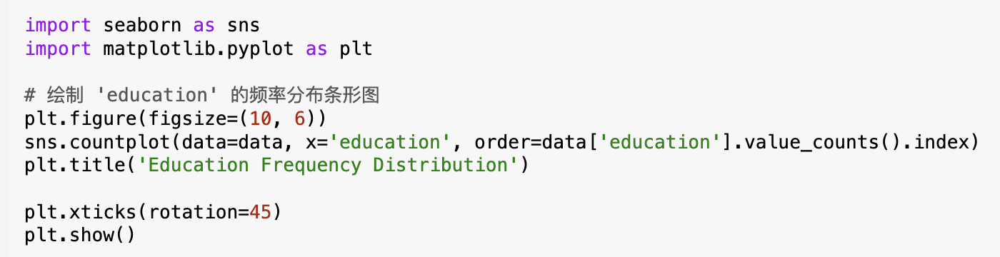 import seaborn as sns
import matplotlib.pyplot as plt
# 绘制 'education' 的频率分布条形图
plt.figure(figsize=(10, 6))
sns.countplot(data=data, x='education', order=data['education'].value_counts().index)
plt.title('Education Frequency Distribution')
plt.xticks(rotation=45)
plt.show()